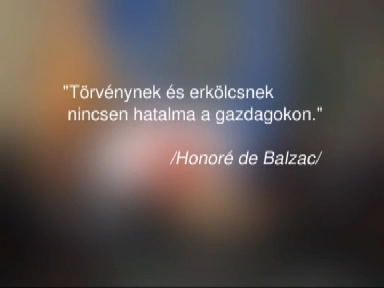 "Törvénynek és erkölcsnek
nincsen hatalma a gazdagokon."
/Honoré de Balzac/